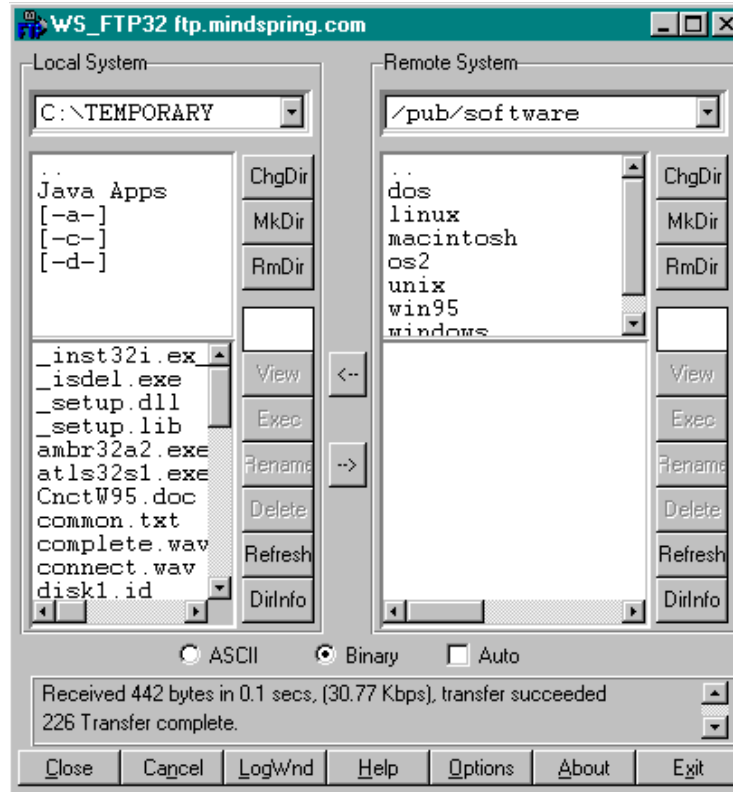 WS_FTP32 ftp.mindspring.com
Local System
C:\TEMPORARY
..
Java Apps
[-a-]
[-c-]
[-d-]
ChgDir
MkDir
RmDir
_inst32i.ex_
_isdel.exe
_setup.dll
_setup.lib
ambr32a2.exe
atls32s1.exe
CnctW95.doc
common.txt
complete.wav
connect.wav
disk1.id
View
Exec
Rename
Delete
Refresh
DirInfo
<--
-->
Remote System
/pub/software
..
dos
linux
macintosh
os2
unix
win95
windows
ChgDir
MkDir
RmDir
View
Exec
Rename
Delete
Refresh
DirInfo
ASCII Binary Auto
Received 442 bytes in 0.1 secs, (30.77 Kbps), transfer succeeded
226 Transfer complete.
Close Cancel LogWnd Help Options About Exit